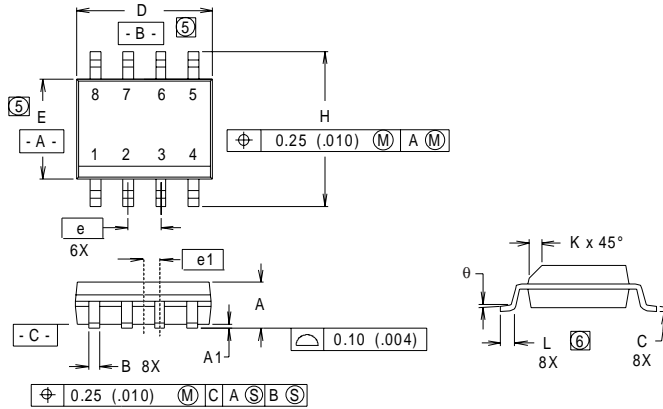 D
- B -
5
8 7 6 5
5
E
H
- A -
⌖ 0.25 (.010) Ⓜ A Ⓜ
1 2 3 4
e
6X
e1
K x 45°
θ
A
- C -
A1
⌓ 0.10 (.004)
B 8X
L 6
8X
C
8X
⌖ 0.25 (.010) Ⓜ C A Ⓢ B Ⓢ